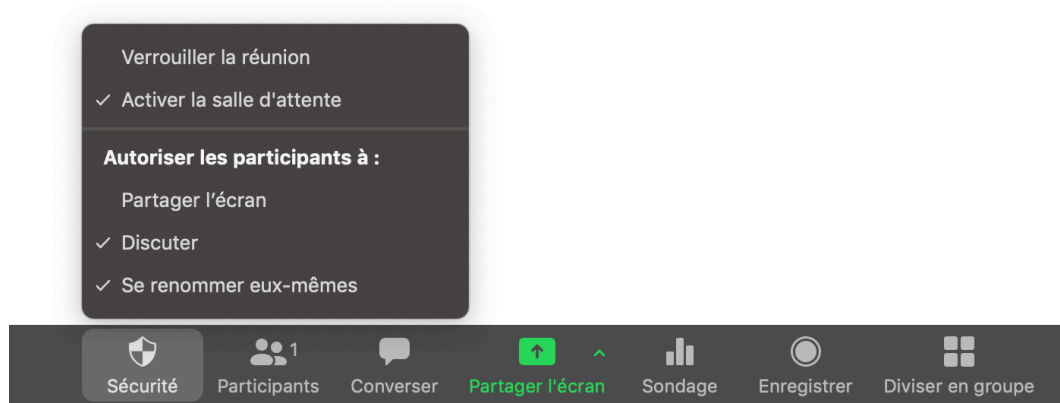 Verrouiller la réunion
✓ Activer la salle d'attente
Autoriser les participants à :
Partager l’écran
✓ Discuter
✓ Se renommer eux-mêmes
1
Sécurité Participants Converser Partager l'écran Sondage Enregistrer Diviser en groupe